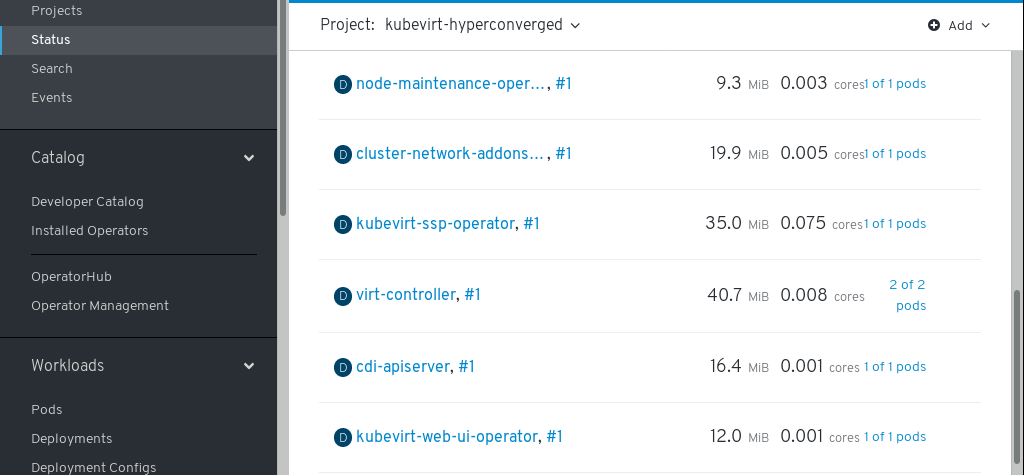 Projects
Status
Search
Events
Catalog
Developer Catalog
Installed Operators
OperatorHub
Operator Management
Workloads
Pods
Deployments
Deployment Configs
Project: kubevirt-hyperconverged
Add
D node-maintenance-oper..., #1 9.3 MiB 0.003 cores 1 of 1 pods
D cluster-network-addons..., #1 19.9 MiB 0.005 cores 1 of 1 pods
D kubevirt-ssp-operator, #1 35.0 MiB 0.075 cores 1 of 1 pods
D virt-controller, #1 40.7 MiB 0.008 cores 2 of 2
pods
D cdi-apiserver, #1 16.4 MiB 0.001 cores 1 of 1 pods
D kubevirt-web-ui-operator, #1 12.0 MiB 0.001 cores 1 of 1 pods